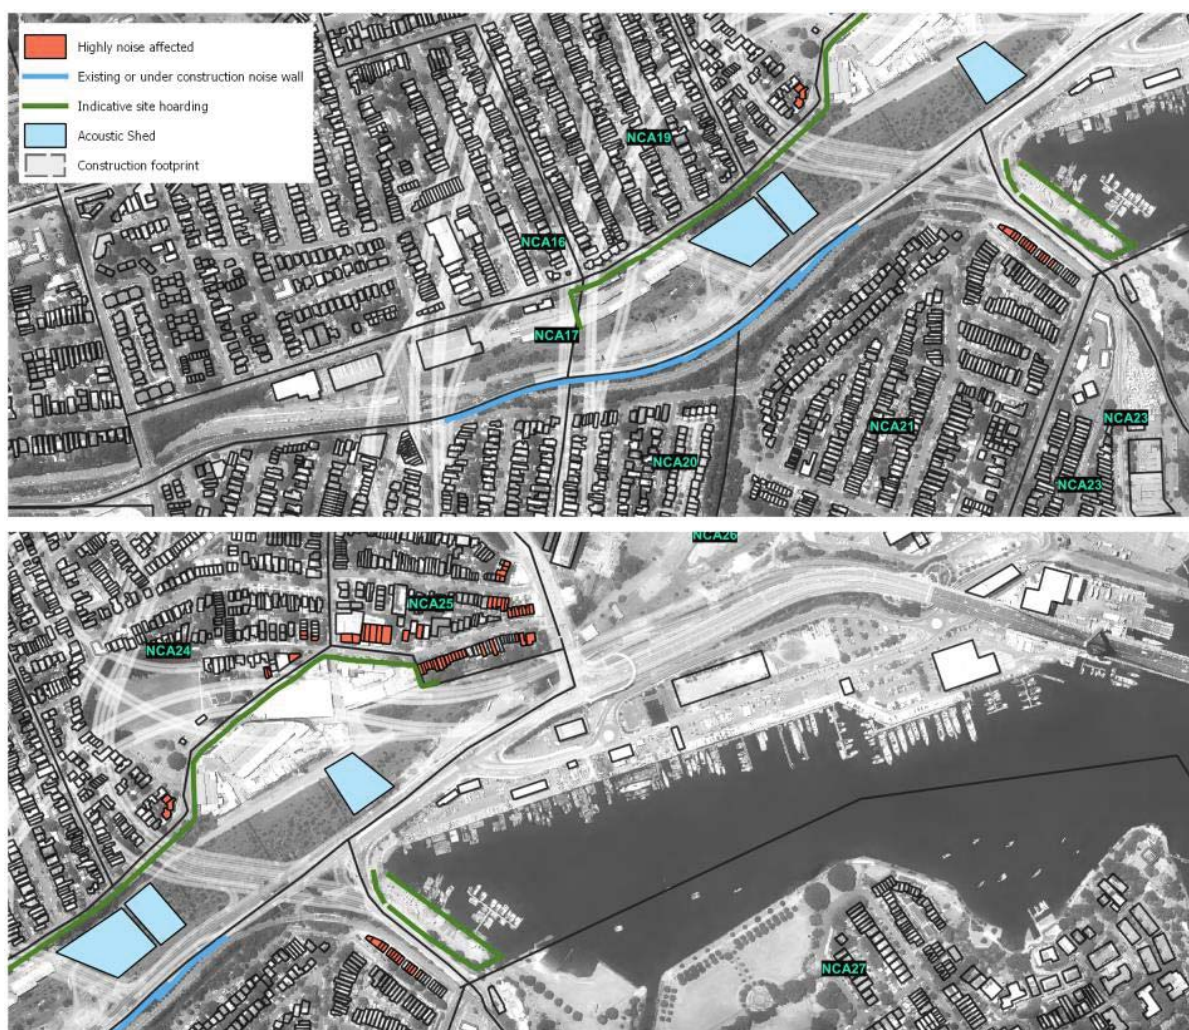 Highly noise affected
Existing or under construction noise wall
Indicative site hoarding
Acoustic Shed
Construction footprint
NCA19
NCA16
NCA17
NCA21
NCA23
NCA20
NCA23
NCA26
NCA25
NCA24
NCA27